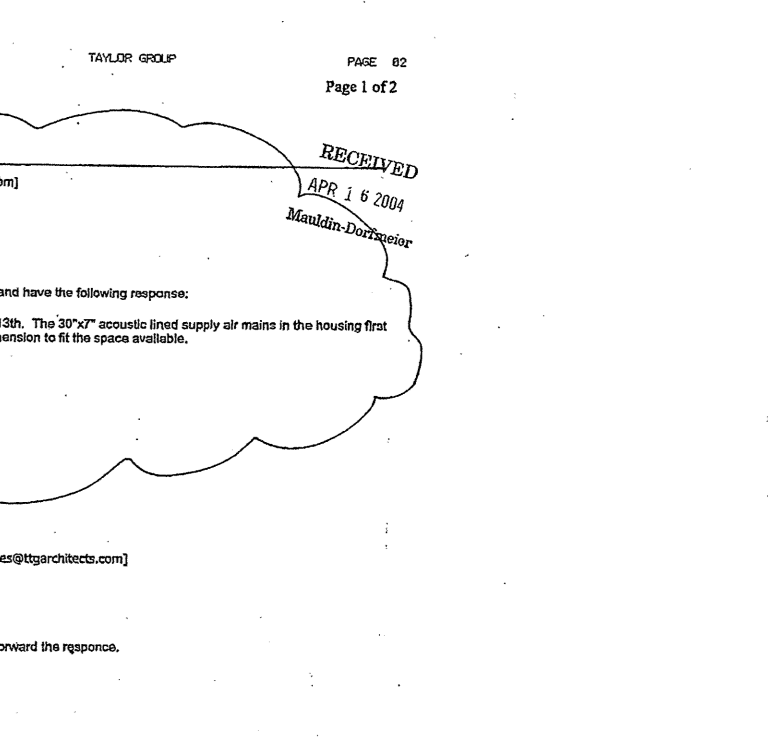 TAYLOR GROUP PAGE 02
Page 1 of 2
RECEIVED
om]
APR 16 2004
Mauldin-Dorfmeier
and have the following response:
13th. The 30"x7" acoustic lined supply air mains in the housing first
ension to fit the space available.
es@ttgarchitects.com]
orward the responce.